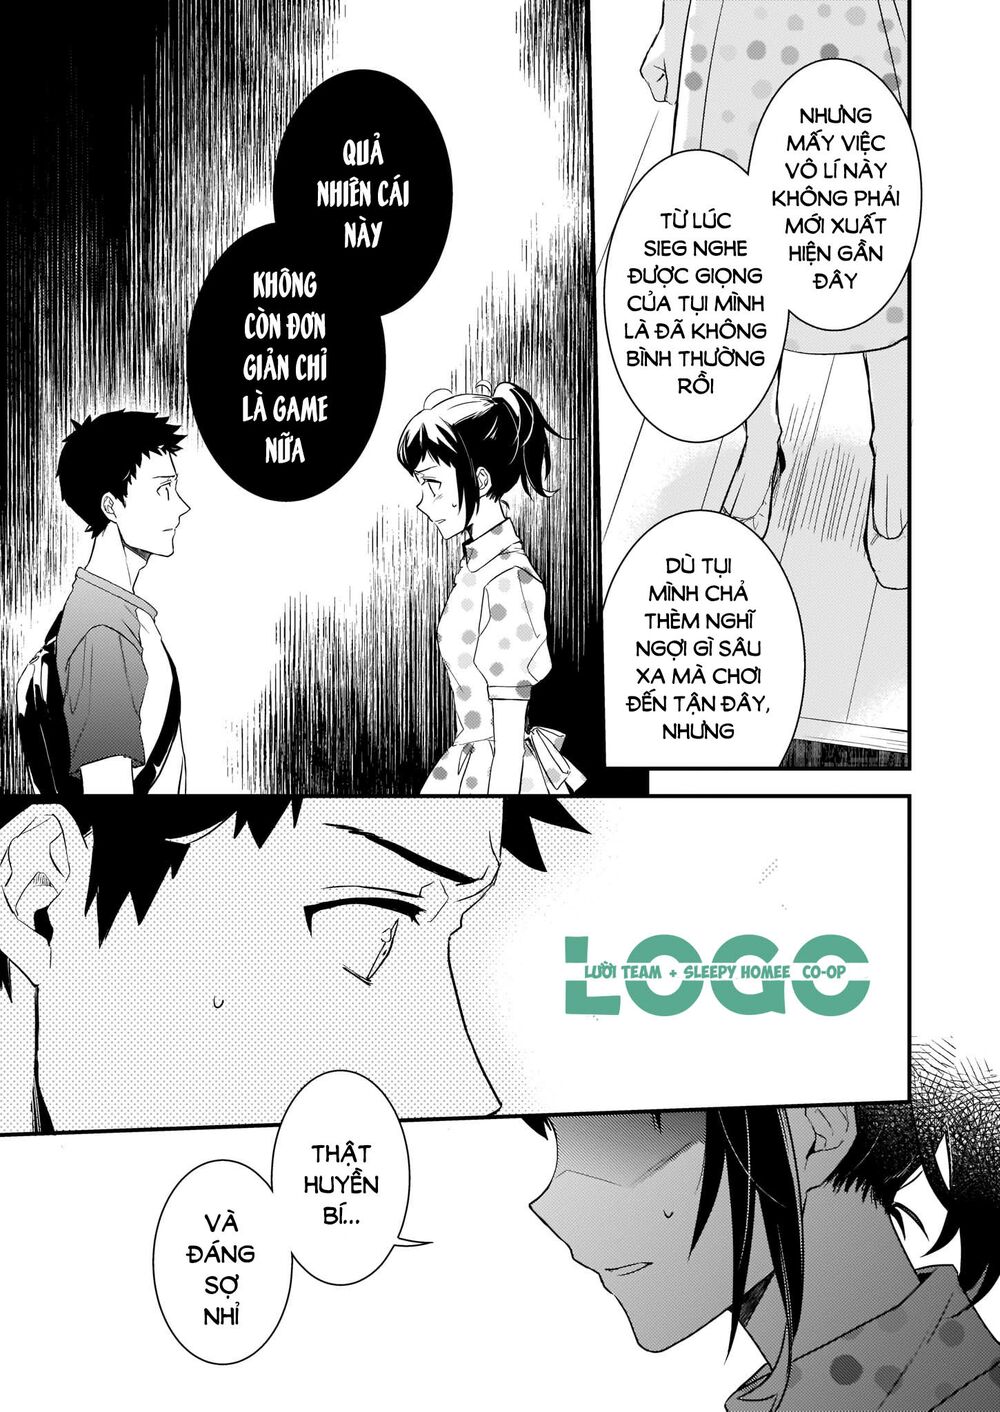 NHƯNG
MẤY VIỆC
VÔ LÍ NÀY
KHÔNG PHẢI
MỚI XUẤT
HIỆN GẦN
ĐÂY
TỪ LÚC
SIEG NGHE
ĐƯỢC GIỌNG
CỦA TỤI MÌNH
LÀ ĐÃ KHÔNG
BÌNH THƯỜNG
RỒI
DÙ TỤI
MÌNH CHẢ
THÈM NGHĨ
NGỢI GÌ SÂU
XA MÀ CHƠI
ĐẾN TẬN ĐÂY,
NHƯNG
QUẢ
NHIÊN CÁI
NÀY
KHÔNG
CÒN ĐƠN
GIẢN CHỈ
LÀ GAME
NỮA
LOGO
LƯỜI TEAM + SLEEPY HOMEE CO-OP
THẬT
HUYỀN
BÍ...
VÀ
ĐÁNG
SỢ
NHỈ